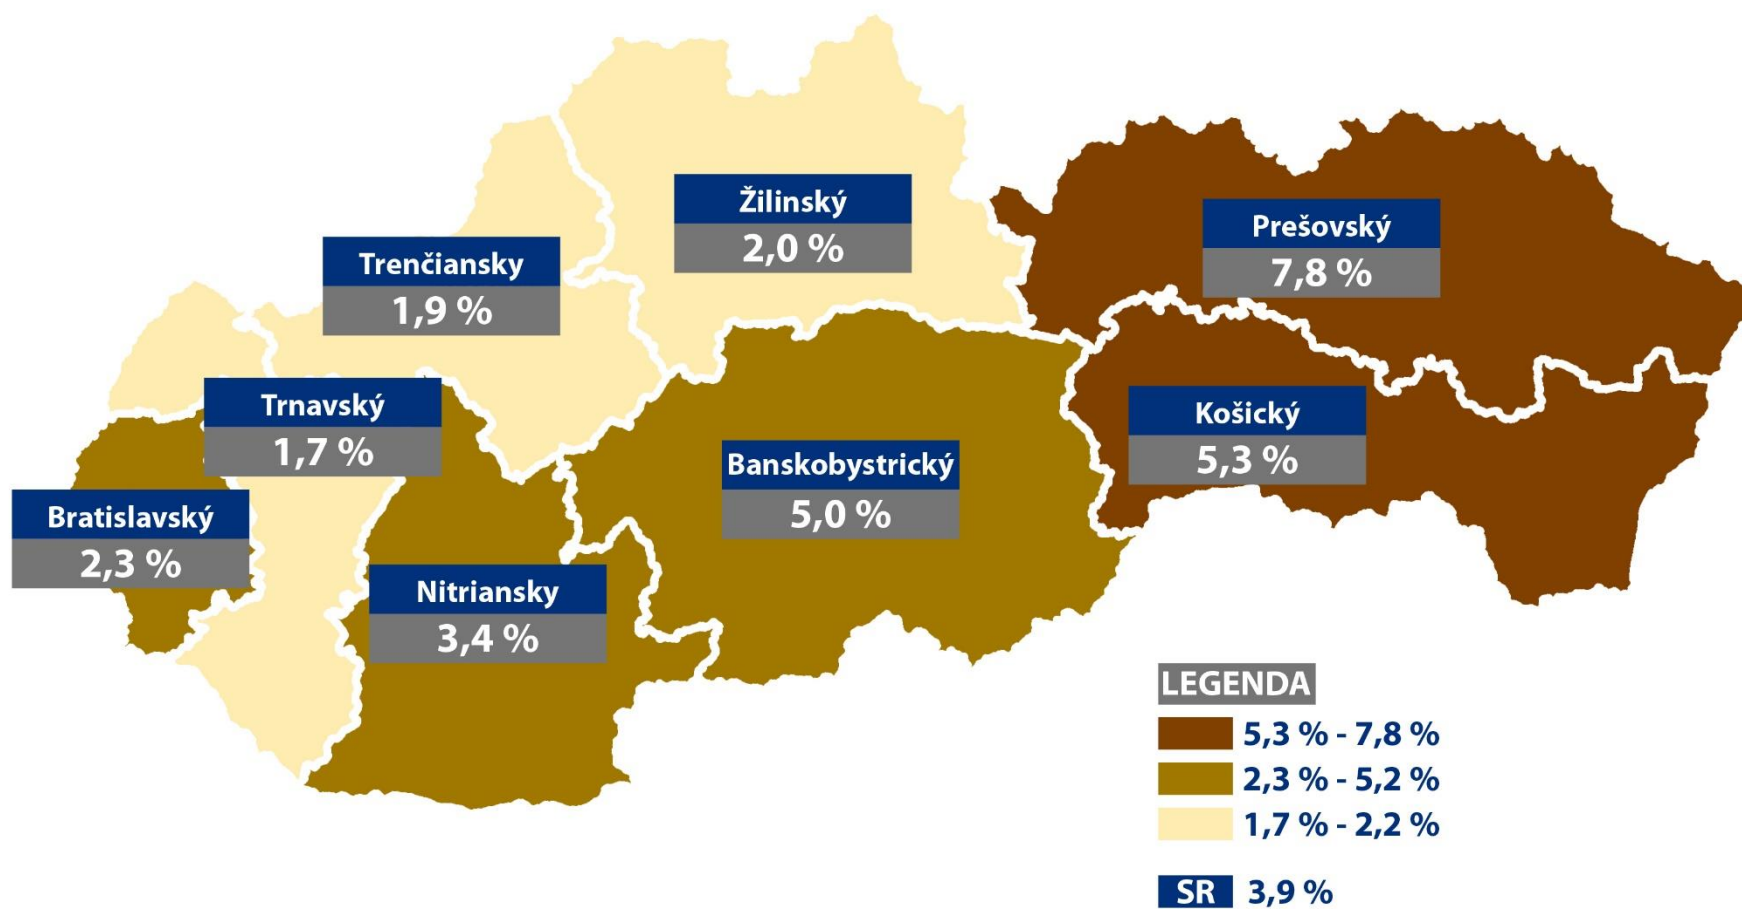 Žilinský
2,0 %
Prešovský
7,8 %
Trenčiansky
1,9 %
Trnavský
1,7 %
Košický
5,3 %
Banskobystrický
5,0 %
Bratislavský
2,3 %
Nitriansky
3,4 %
LEGENDA
5,3 % - 7,8 %
2,3 % - 5,2 %
1,7 % - 2,2 %
SR 3,9 %